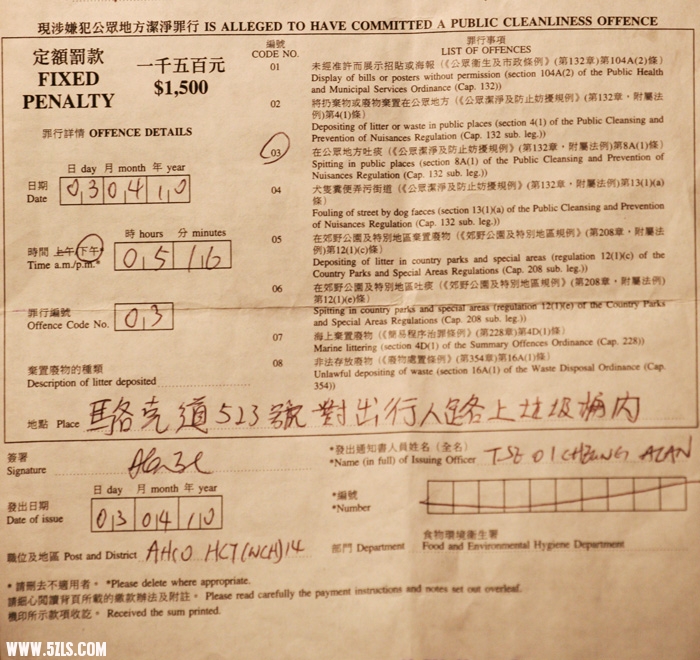 現涉嫌犯公眾地方潔淨罪行 IS ALLEGED TO HAVE COMMITTED A PUBLIC CLEANLINESS OFFENCE
定額罰款 一千五百元
FIXED PENALTY $1,500
罪行詳情 OFFENCE DETAILS
日 day 月 month 年 year
日期 Date 03 04 10
時間 上午/下午* Time a.m./p.m.*
時 hours 分 minutes
05 16
罪行編號 Offence Code No. 03
棄置廢物的種類
Description of litter deposited
編號 CODE NO.
罪行事項 LIST OF OFFENCES
01 未經准許而展示招貼或海報（《公眾衞生及市政條例》(第132章)第104A(2)條）
Display of bills or posters without permission (section 104A(2) of the Public Health
and Municipal Services Ordinance (Cap. 132))
02 將扔棄物或廢物棄置在公眾地方（《公眾潔淨及防止妨擾規例》(第132章，附屬法
例)第4(1)條）
Depositing of litter or waste in public places (section 4(1) of the Public Cleansing and
Prevention of Nuisances Regulation (Cap. 132 sub. leg.))
03 在公眾地方吐痰（《公眾潔淨及防止妨擾規例》(第132章，附屬法例)第8A(1)條）
Spitting in public places (section 8A(1) of the Public Cleansing and Prevention of
Nuisances Regulation (Cap. 132 sub. leg.))
04 犬隻糞便弄污街道（《公眾潔淨及防止妨擾規例》(第132章，附屬法例)第13(1)(a)
條）
Fouling of street by dog faeces (section 13(1)(a) of the Public Cleansing and Prevention
of Nuisances Regulation (Cap. 132 sub. leg.))
05 在郊野公園及特別地區棄置廢物（《郊野公園及特別地區規例》(第208章，附屬法
例)第12(1)(c)條）
Depositing of litter in country parks and special areas (regulation 12(1)(c) of the
Country Parks and Special Areas Regulations (Cap. 208 sub. leg.))
06 在郊野公園及特別地區吐痰（《郊野公園及特別地區規例》(第208章，附屬法例)
第12(1)(e)條）
Spitting in country parks and special areas (regulation 12(1)(e) of the Country Parks
and Special Areas Regulations (Cap. 208 sub. leg.))
07 海上棄置廢物（《簡易程序治罪條例》(第228章)第4D(1)條）
Marine littering (section 4D(1) of the Summary Offences Ordinance (Cap. 228))
08 非法存放廢物（《廢物處置條例》(第354章)第16A(1)條）
Unlawful depositing of waste (section 16A(1) of the Waste Disposal Ordinance (Cap.
354))
地點 Place 駱克道523號對出行人路上垃圾桶內
簽署 Signature
*發出通知書人員姓名（全名）
*Name (in full) of Issuing Officer TSE OI CHEUNG ALAN
日 day 月 month 年 year
發出日期 Date of issue 03 04 10
*編號 *Number
職位及地區 Post and District AHCO HCT(WCH)14
部門 Department 食物環境衞生署
Food and Environmental Hygiene Department
* 請刪去不適用者。 *Please delete where appropriate.
請細心閱讀背頁所載的繳款辦法及附註。 Please read carefully the payment instructions and notes set out overleaf.
機印所示款項收訖。 Received the sum printed.
WWW.5ZLS.COM